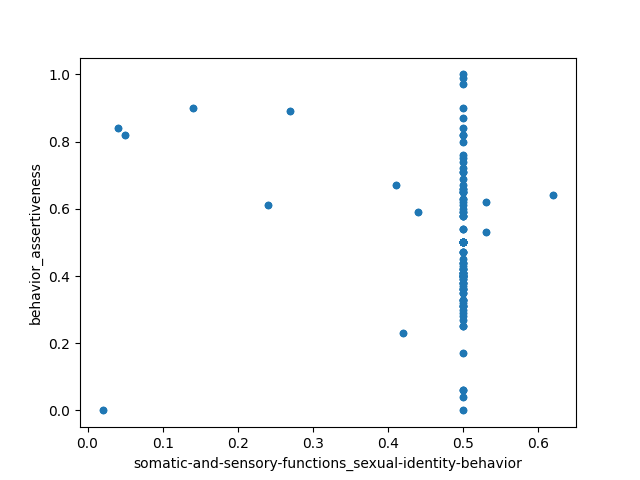 1.0
0.8
0.6
0.4
0.2
0.0
behavior_assertiveness
0.0 0.1 0.2 0.3 0.4 0.5 0.6
somatic-and-sensory-functions_sexual-identity-behavior